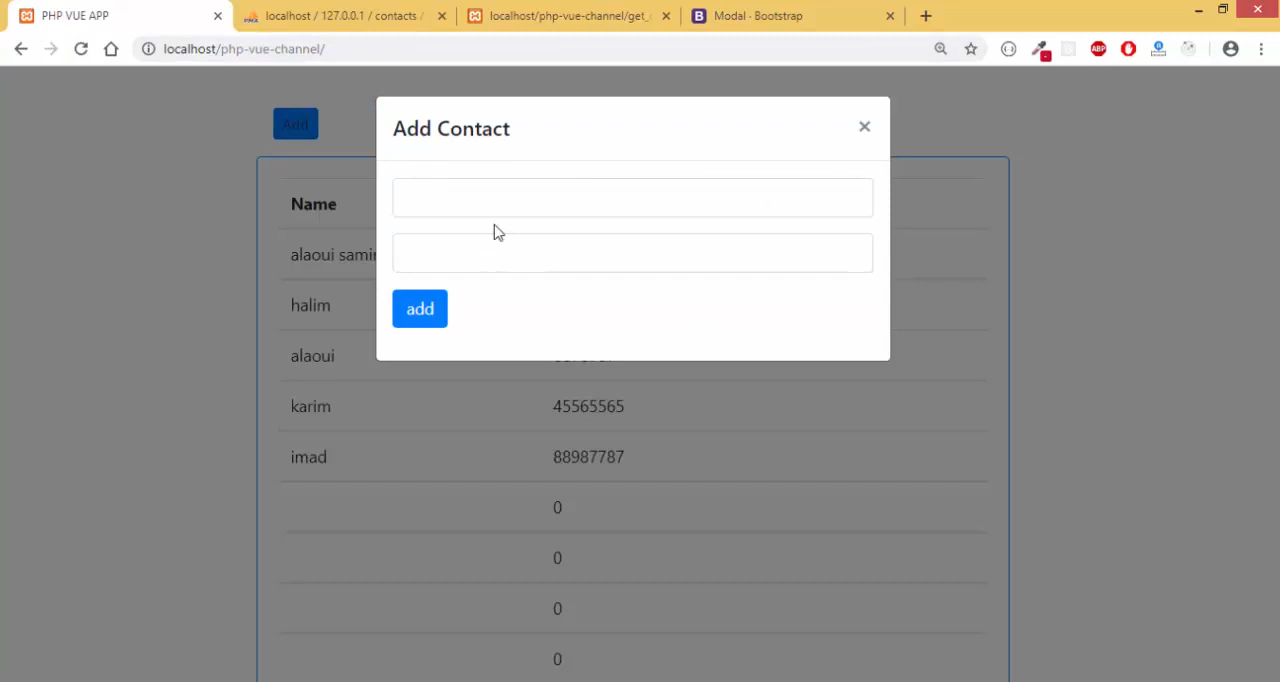 PHP VUE APP
localhost / 127.0.0.1 / contacts /
localhost/php-vue-channel/get_
Modal · Bootstrap
localhost/php-vue-channel/
ABP
Add
Add Contact
Name
alaoui
halim
add
alaoui
karim 45565565
imad 88987787
0
0
0
0